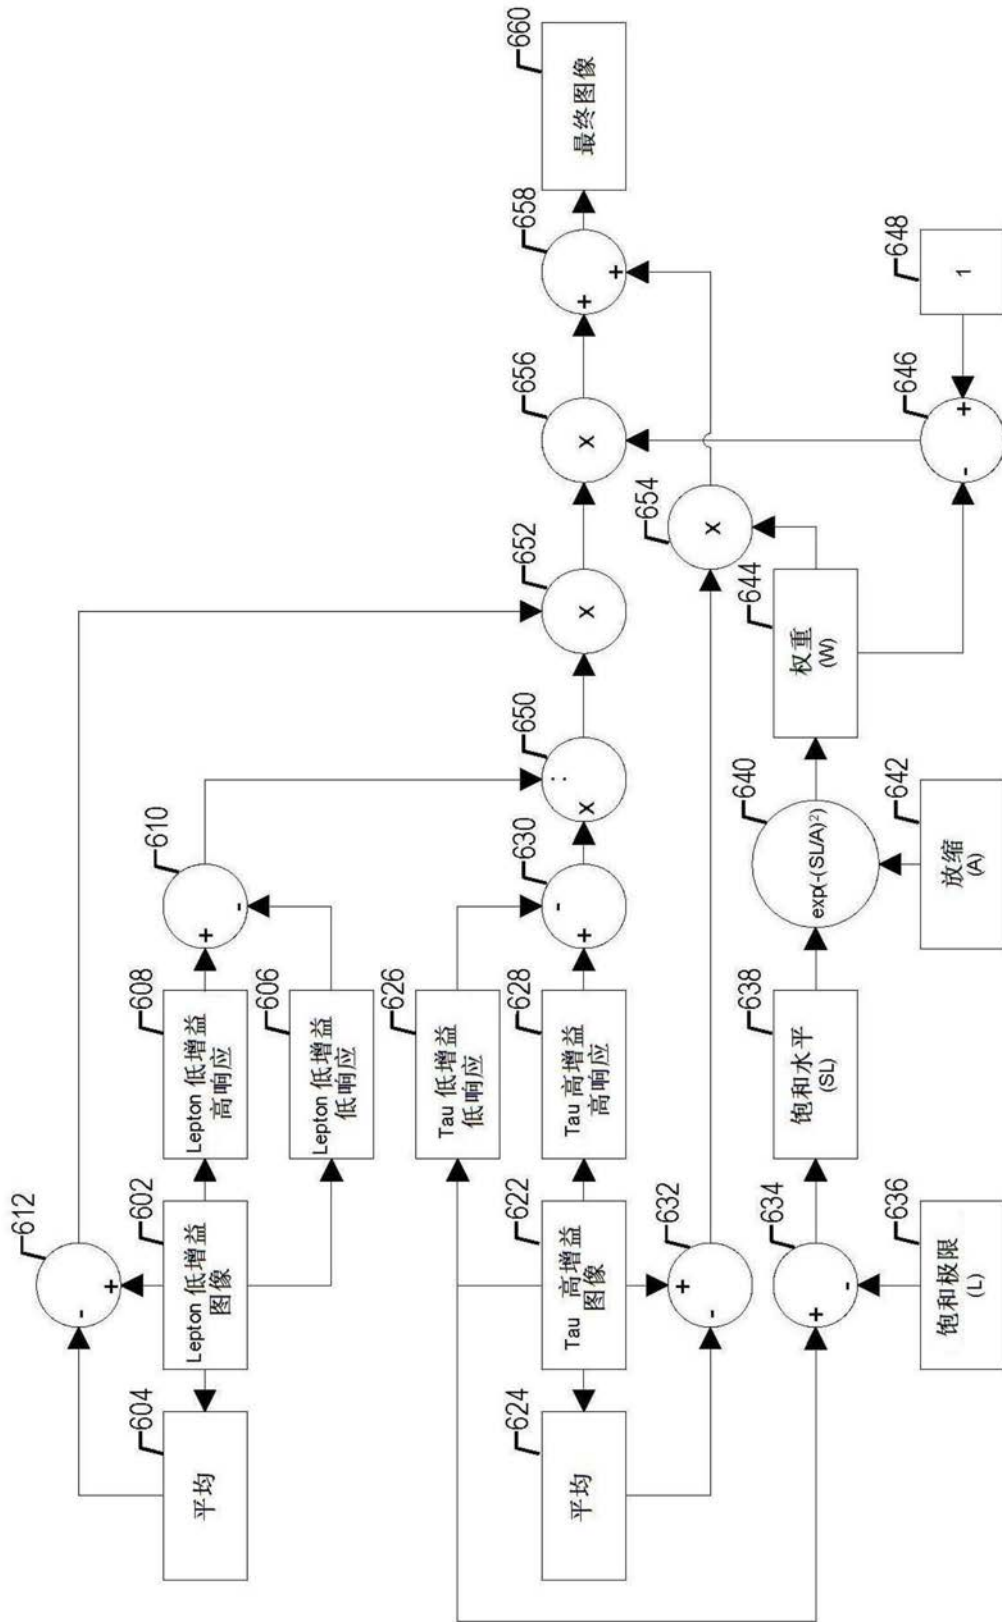 612
-
+
604
平均
602
Lepton 低增益
图像
608
Lepton 低增益
高响应
606
Lepton 低增益
低响应
610
+
-
624
平均
622
Tau 高增益
图像
626
Tau 低增益
低响应
628
Tau 高增益
高响应
630
-
+
650
:
x
652
x
656
x
658
+
+
660
最终图像
632
+
-
634
+
-
636
饱和极限
(L)
638
饱和水平
(SL)
640
exp(-(SL/A)²)
642
放缩
(A)
644
权重
(W)
654
x
646
-
+
648
1